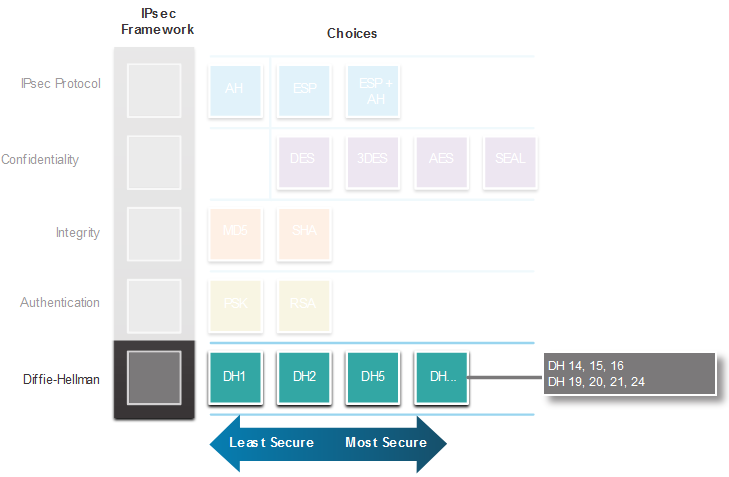 IPsec
Framework
Choices
IPsec Protocol
AH
ESP
ESP +
AH
Confidentiality
DES
3DES
AES
SEAL
Integrity
MD5
SHA
Authentication
PSK
RSA
Diffie-Hellman
DH1
DH2
DH5
DH...
DH 14, 15, 16
DH 19, 20, 21, 24
Least Secure
Most Secure